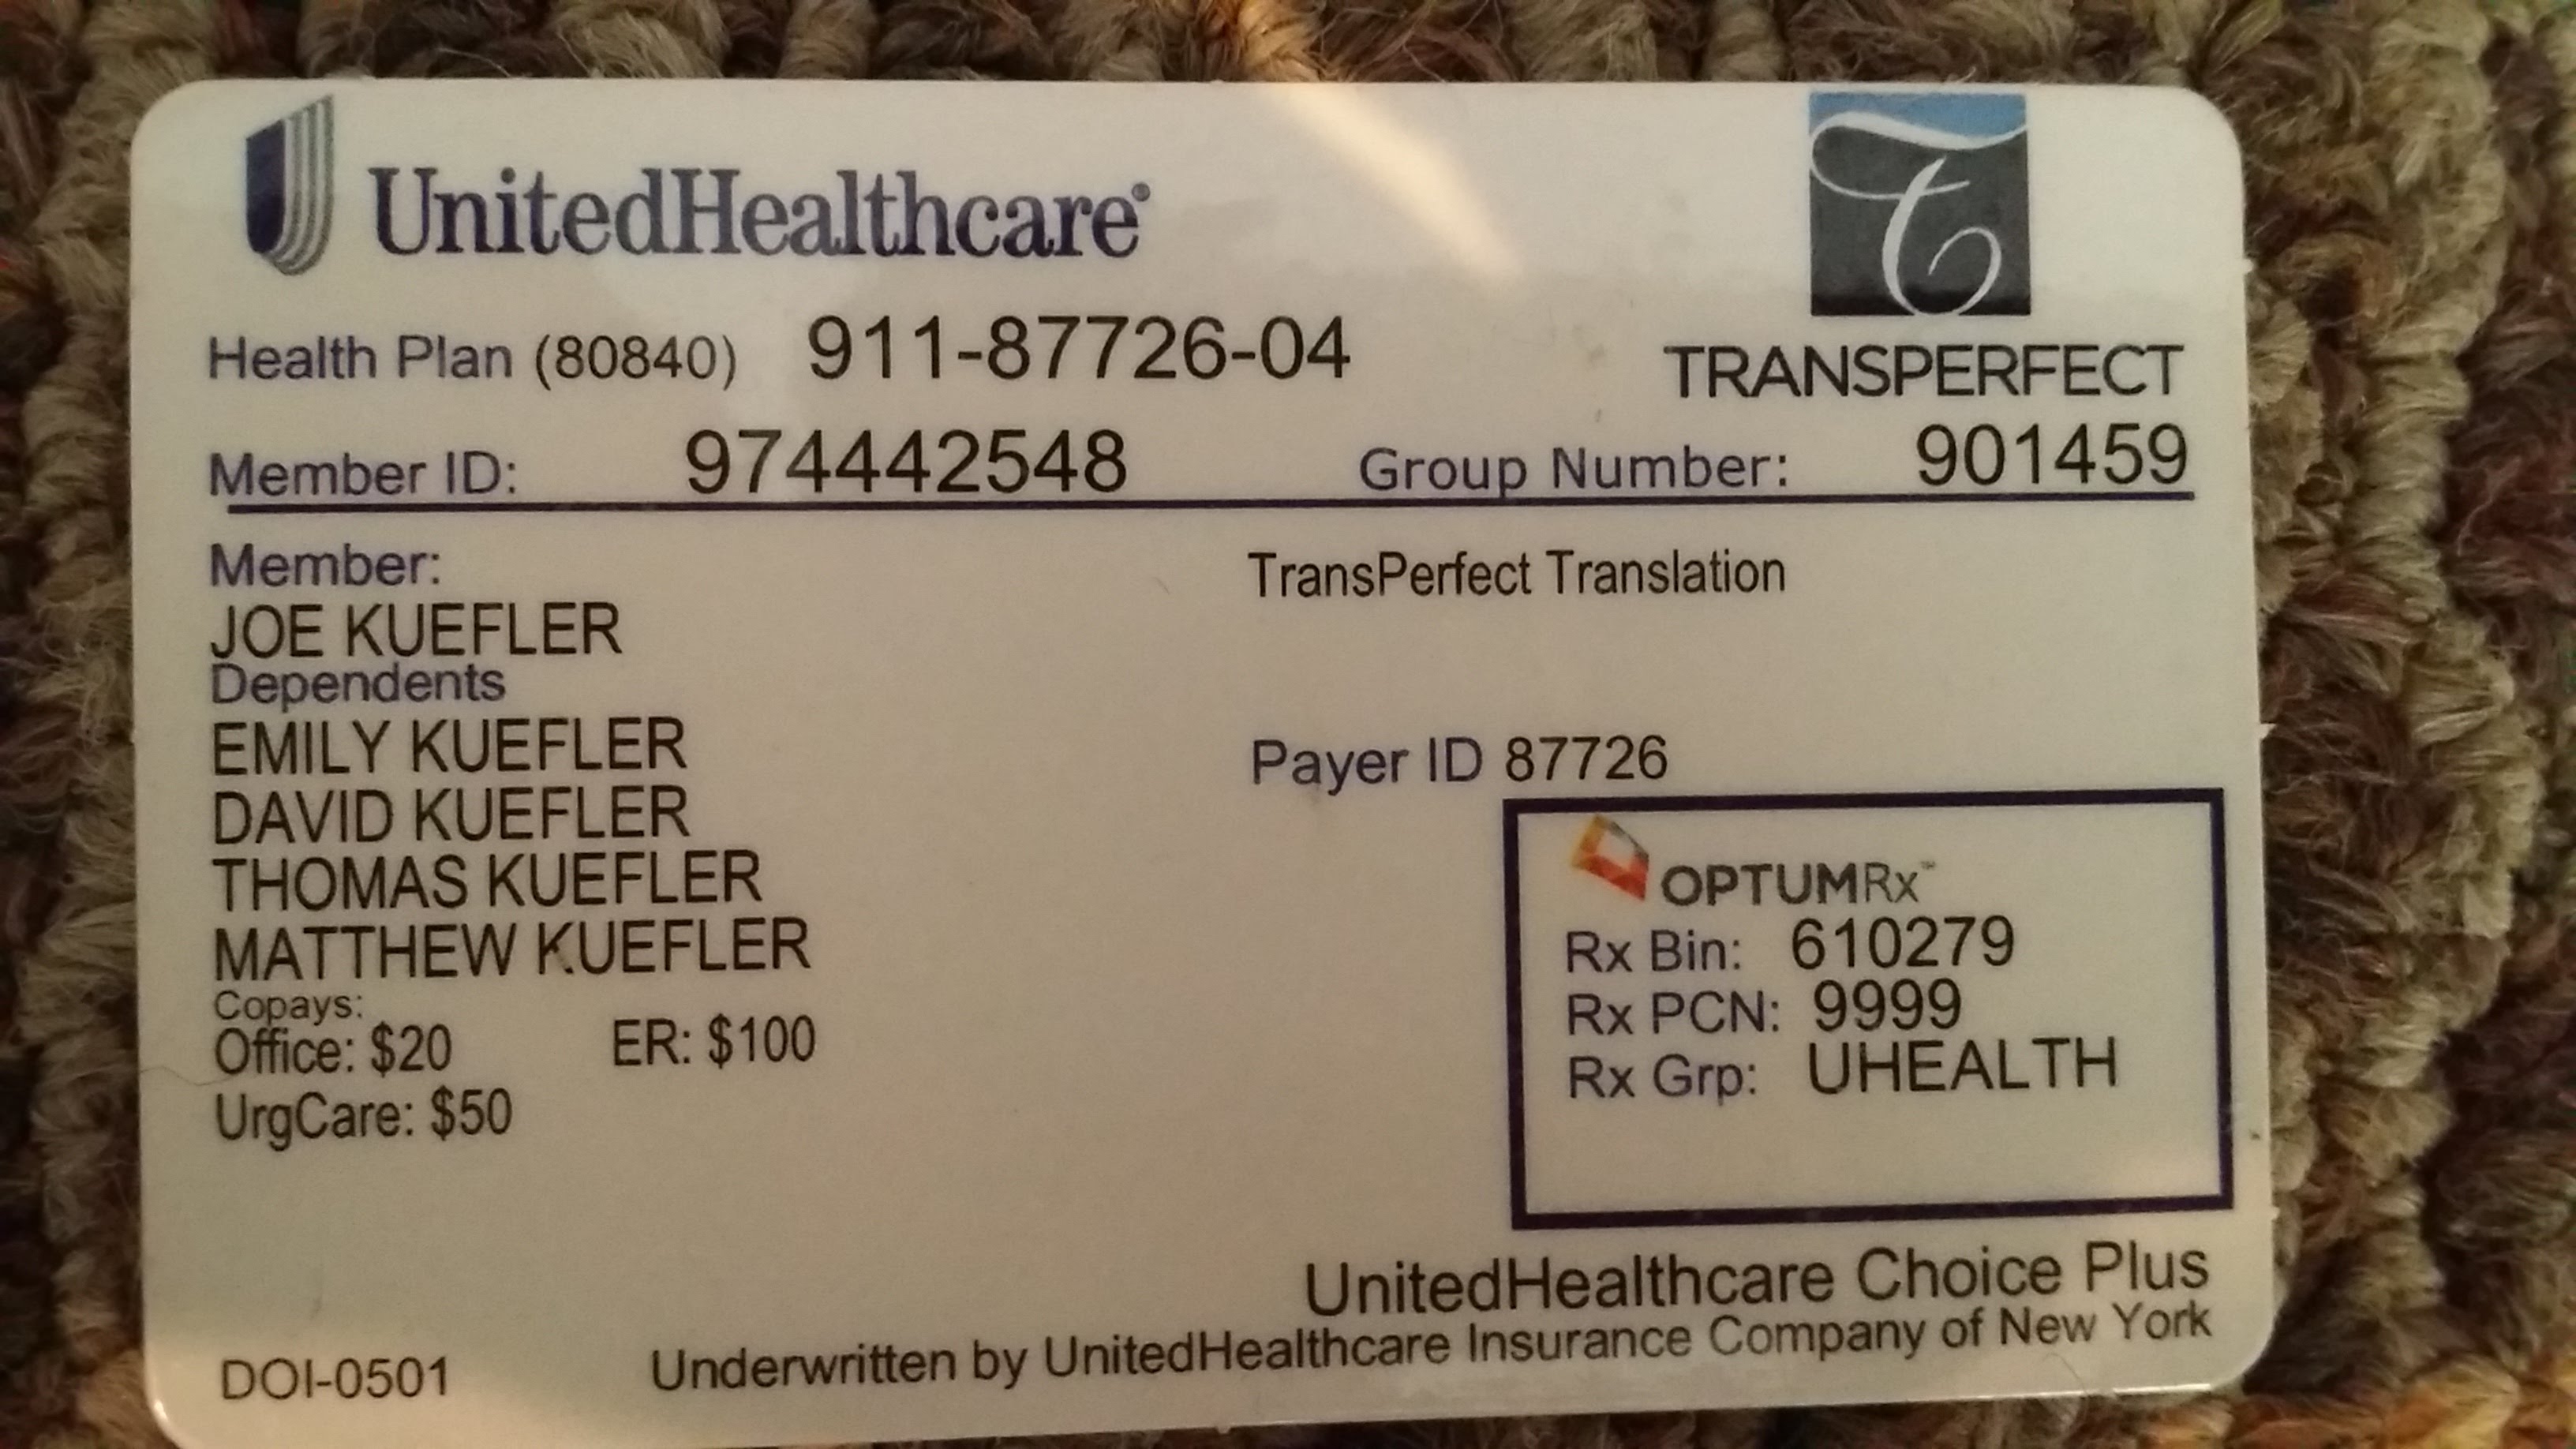 UnitedHealthcare®
Health Plan (80840) 911-87726-04
TRANSPERFECT
Member ID: 974442548 Group Number: 901459
Member:
TransPerfect Translation
JOE KUEFLER
Dependents
EMILY KUEFLER
Payer ID 87726
DAVID KUEFLER
THOMAS KUEFLER
MATTHEW KUEFLER
Copays:
Office: $20 ER: $100
UrgCare: $50
OPTUMRx™
Rx Bin: 610279
Rx PCN: 9999
Rx Grp: UHEALTH
UnitedHealthcare Choice Plus
DOI-0501 Underwritten by UnitedHealthcare Insurance Company of New York